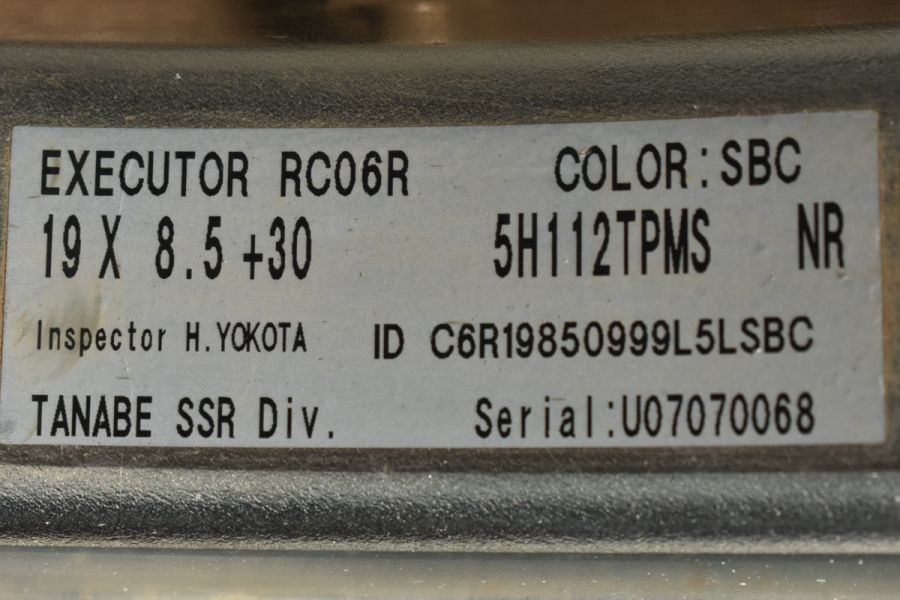 EXECUTOR RC06R COLOR:SBC
19 X 8.5 +30 5H112TPMS NR
Inspector H.YOKOTA ID C6R19850999L5LSBC
TANABE SSR Div. Serial:U07070068